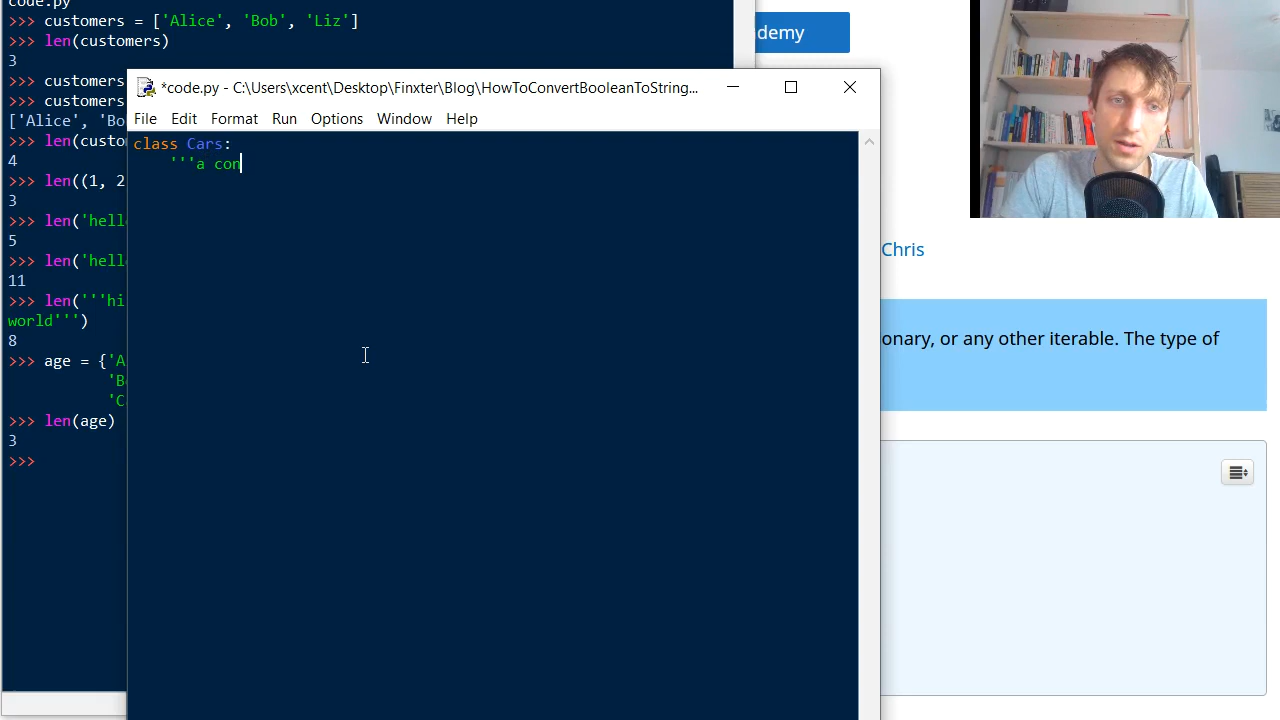 code.py
>>> customers = ['Alice', 'Bob', 'Liz']
>>> len(customers)
3
>>> customers
>>> customers
['Alice', 'Bo
>>> len(custo
4
>>> len((1, 2
3
>>> len('hell
5
>>> len('hell
11
>>> len('''hi
world''')
8
>>> age = {'A
'B
'C
>>> len(age)
3
>>>
*code.py - C:\Users\xcent\Desktop\Finxter\Blog\HowToConvertBooleanToString...
File Edit Format Run Options Window Help
class Cars:
'''a con
demy
Chris
onary, or any other iterable. The type of